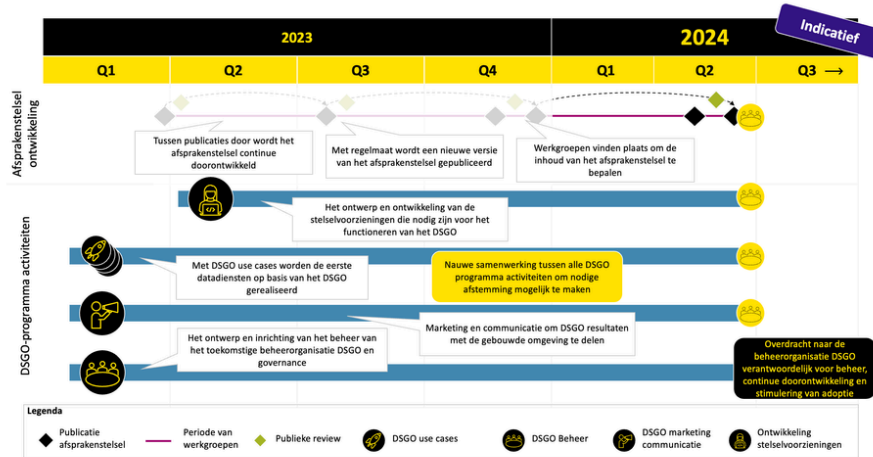 2023
2024
Indicatief
Q1
Q2
Q3
Q4
Q1
Q2
Q3 →
Afsprakenstelsel
ontwikkeling
Tussen publicaties door wordt het
afsprakenstelsel continue
doorontwikkeld
Met regelmaat wordt een nieuwe versie
van het afsprakenstelsel gepubliceerd
Werkgroepen vinden plaats om de
inhoud van het afsprakenstelsel te
bepalen
DSGO-programma activiteiten
Het ontwerp en ontwikkeling van de
stelselvoorzieningen die nodig zijn voor het
functioneren van het DSGO
Met DSGO use cases worden de eerste
datadiensten op basis van het DSGO
gerealiseerd
Nauwe samenwerking tussen alle DSGO
programma activiteiten om nodige
afstemming mogelijk te maken
Marketing en communicatie om DSGO resultaten
met de gebouwde omgeving te delen
Het ontwerp en inrichting van het beheer van
het toekomstige beheerorganisatie DSGO en
governance
Overdracht naar de
beheerorganisatie DSGO
verantwoordelijk voor beheer,
continue doorontwikkeling en
stimulering van adoptie
Legenda
Publicatie
afsprakenstelsel
Periode van
werkgroepen
Publieke review
DSGO use cases
DSGO Beheer
DSGO marketing
communicatie
Ontwikkeling
stelselvoorzieningen